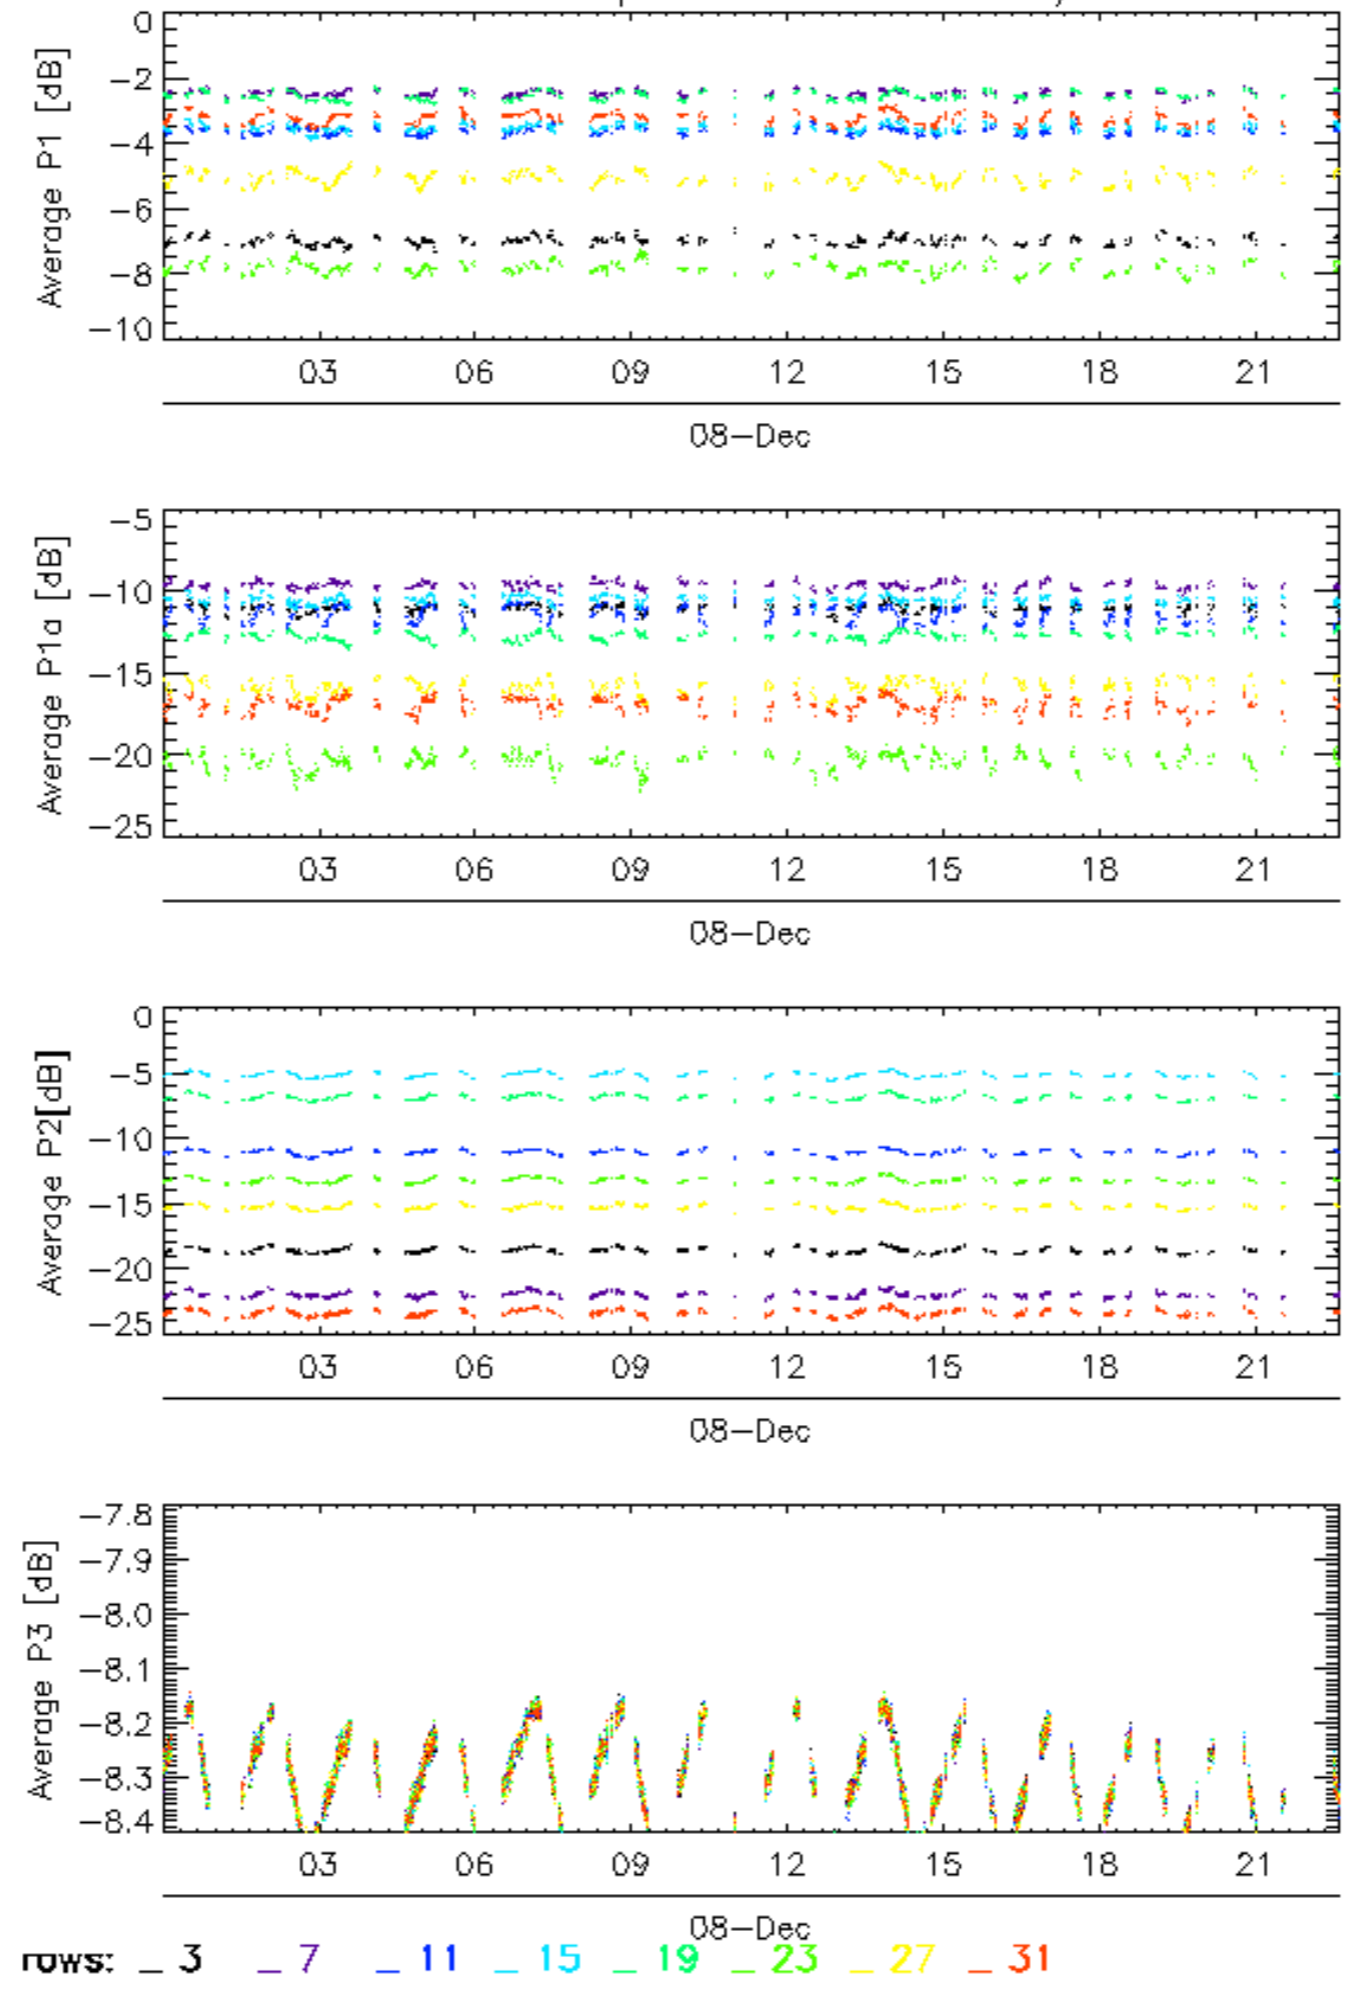 Average P1 [dB]
0
−2
−4
−6
−8
−10
03 06 09 12 15 18 21
08−Dec
Average P1a [dB]
−5
−10
−15
−20
−25
03 06 09 12 15 18 21
08−Dec
Average P2[dB]
0
−5
−10
−15
−20
−25
03 06 09 12 15 18 21
08−Dec
Average P3 [dB]
−7.8
−7.9
−8.0
−8.1
−8.2
−8.3
−8.4
03 06 09 12 15 18 21
08−Dec
rows: _ 3 _ 7 _ 11 _ 15 _ 19 _ 23 _ 27 _ 31